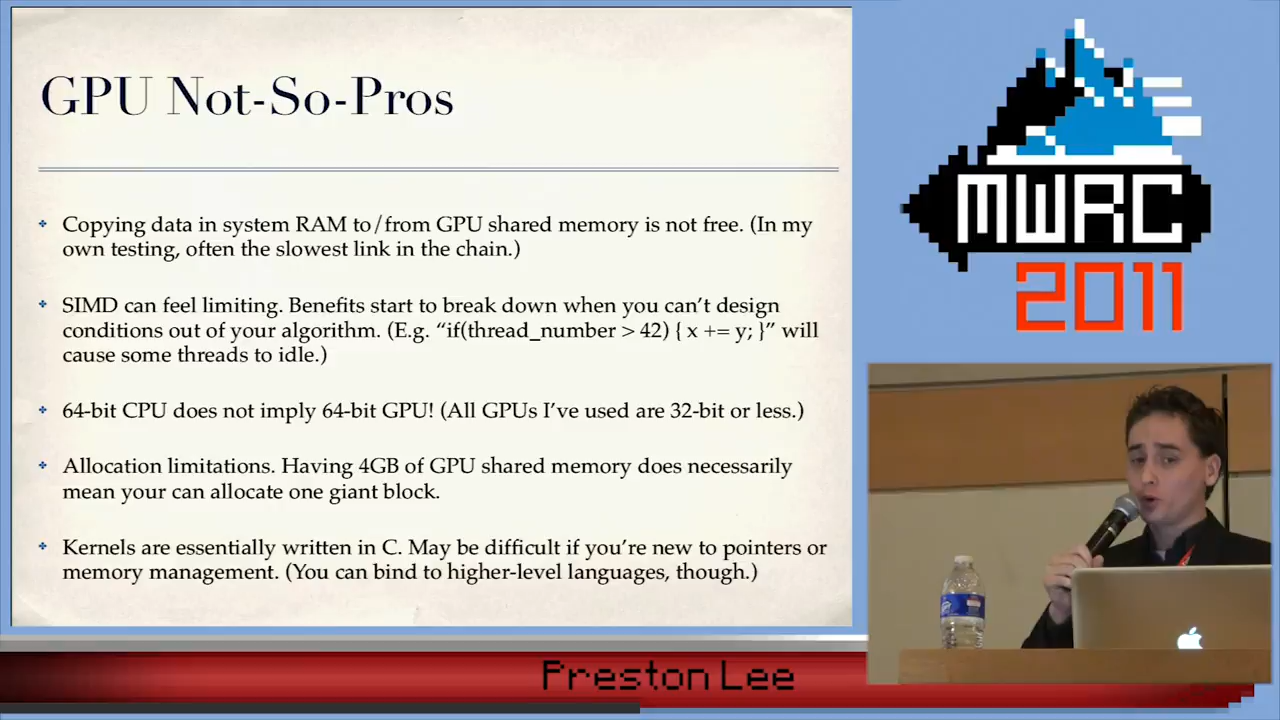 GPU Not-So-Pros
Copying data in system RAM to/from GPU shared memory is not free. (In my
own testing, often the slowest link in the chain.)
SIMD can feel limiting. Benefits start to break down when you can't design
conditions out of your algorithm. (E.g. “if(thread_number > 42) { x += y; }” will
cause some threads to idle.)
64-bit CPU does not imply 64-bit GPU! (All GPUs I've used are 32-bit or less.)
Allocation limitations. Having 4GB of GPU shared memory does necessarily
mean your can allocate one giant block.
Kernels are essentially written in C. May be difficult if you're new to pointers or
memory management. (You can bind to higher-level languages, though.)
MWRC
2011
Preston Lee